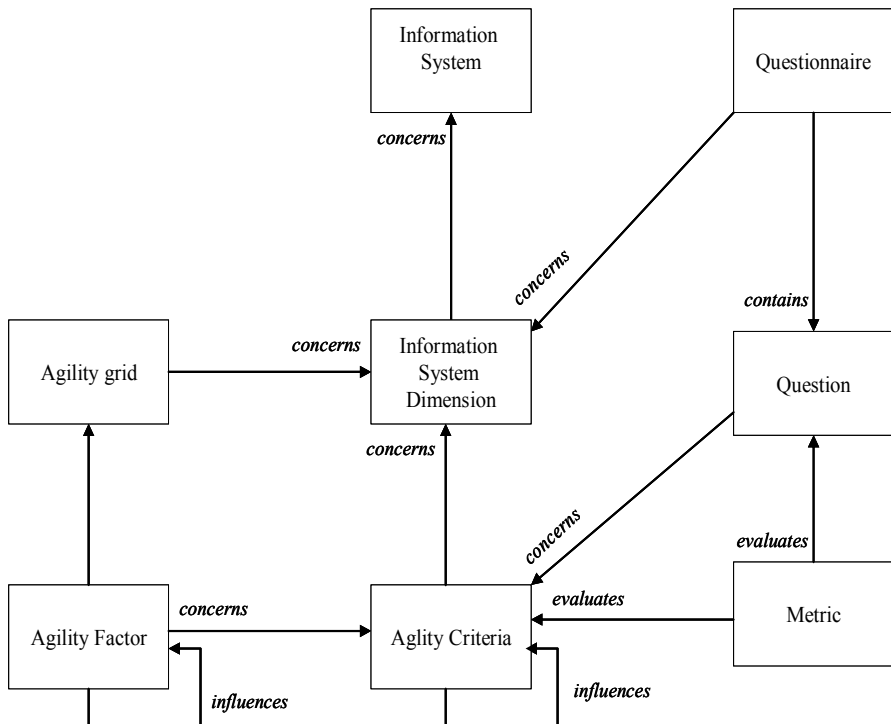 Information
System
Questionnaire
concerns
concerns
contains
Agility grid
concerns
Information
System
Dimension
Question
concerns
concerns
evaluates
Agility Factor
concerns
Aglity Criteria
evaluates
Metric
influences
influences